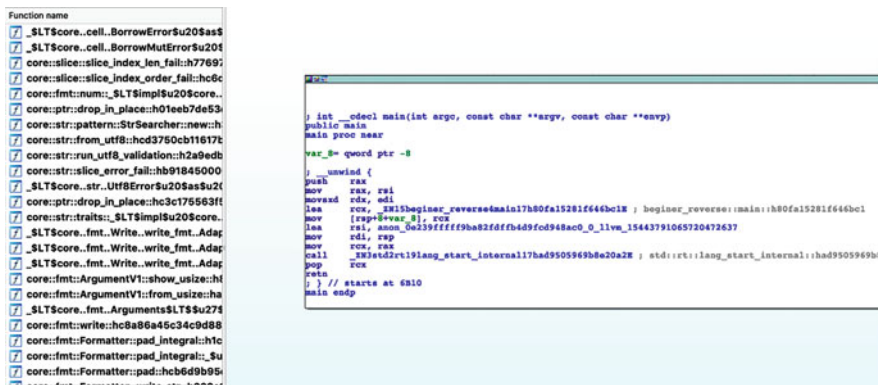 Function name
_$LT$core..cell..BorrowError$u20$as$
_$LT$core..cell..BorrowMutError$u20$
core::slice::slice_index_len_fail::h77697
core::slice::slice_index_order_fail::hc6c
core::fmt::num::_$LT$impl$u20$core..
core::ptr::drop_in_place::h01eeb7de53
core::str::pattern::StrSearcher::new::h
core::str::from_utf8::hcd3750cb11617b
core::str::run_utf8_validation::h2a9edb
core::str::slice_error_fail::hb91845000
_$LT$core..str..Utf8Error$u20$as$u20
core::ptr::drop_in_place::hc3c175563f
core::str::traits::_$LT$impl$u20$core..
_$LT$core..fmt..Write..write_fmt..Adap
_$LT$core..fmt..Write..write_fmt..Adap
_$LT$core..fmt..Write..write_fmt..Adap
core::fmt::ArgumentV1::show_usize::h
core::fmt::ArgumentV1::from_usize::ha
_$LT$core..fmt..Arguments$LT$$u27$
core::fmt::write::hc8a86a45c34c9d88
core::fmt::Formatter::pad_integral::h1c
core::fmt::Formatter::pad_integral::_$u
core::fmt::Formatter::pad::hcb6d9b95
; int __cdecl main(int argc, const char **argv, const char **envp)
public main
main proc near
var_8= qword ptr -8
; __unwind {
push rax
mov rax, rsi
movsxd rdx, edi
lea rcx, _ZN15beginer_reverse4main17h80fa15281f646bc1E ; beginer_reverse::main::h80fa15281f646bc1
mov [rsp+8+var_8], rcx
lea rsi, anon_0e239fffff9ba82fdffb4d9fcd948ac0_0_llvm_15443791065720472637
mov rdi, rsp
mov rcx, rax
call _ZN3std2rt19lang_start_internal17had9505969b8e20a2E ; std::rt::lang_start_internal::had9505969b
pop rcx
retn
; } // starts at 6B10
main endp